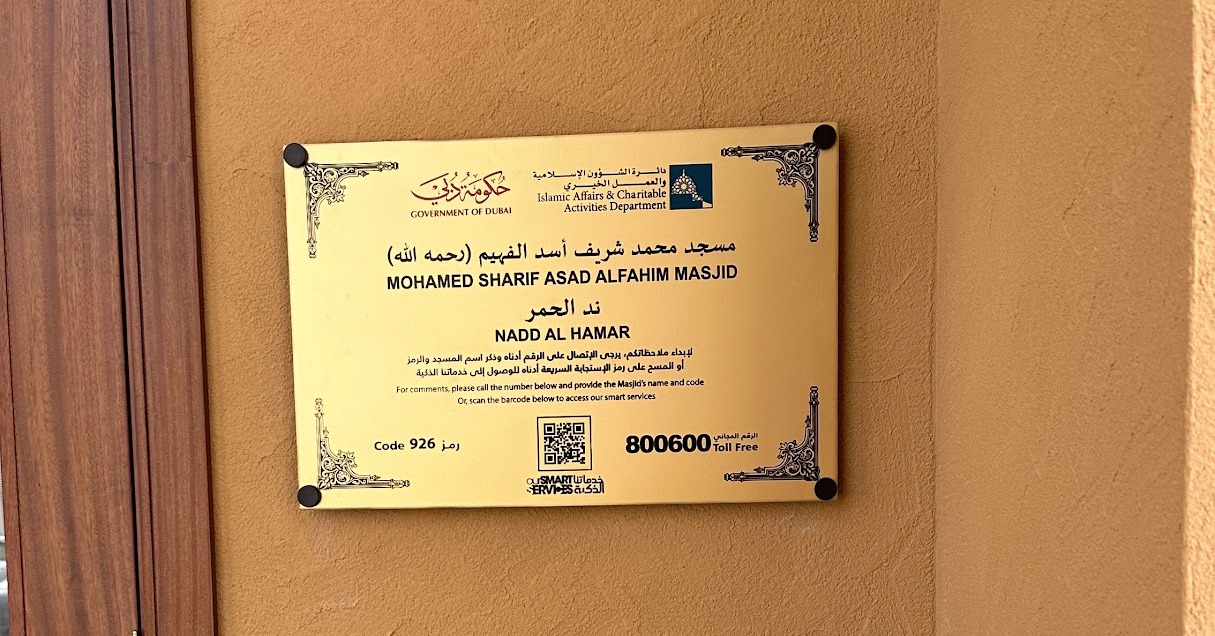 حكومة دبي
GOVERNMENT OF DUBAI
دائـرة الشــؤون الإســلامية
والعمــل الخيري
Islamic Affairs & Charitable
Activities Department
مسجد محمد شريف أسد الفهيم (رحمه الله)
MOHAMED SHARIF ASAD ALFAHIM MASJID
ند الحمر
NADD AL HAMAR
لإبداء ملاحظاتكم، يرجى الإتصال على الرقم أدناه وذكر اسم المسجد والرمز
أو المسح على رمز الإستجابة السريعة أدناه للوصول إلى خدماتنا الذكية
For comments, please call the number below and provide the Masjid's name and code
Or, scan the barcode below to access our smart services
Code 926 رمز
800600 الرقم المجاني
Toll Free
our SMART خدماتنا
SERVICES الذكية